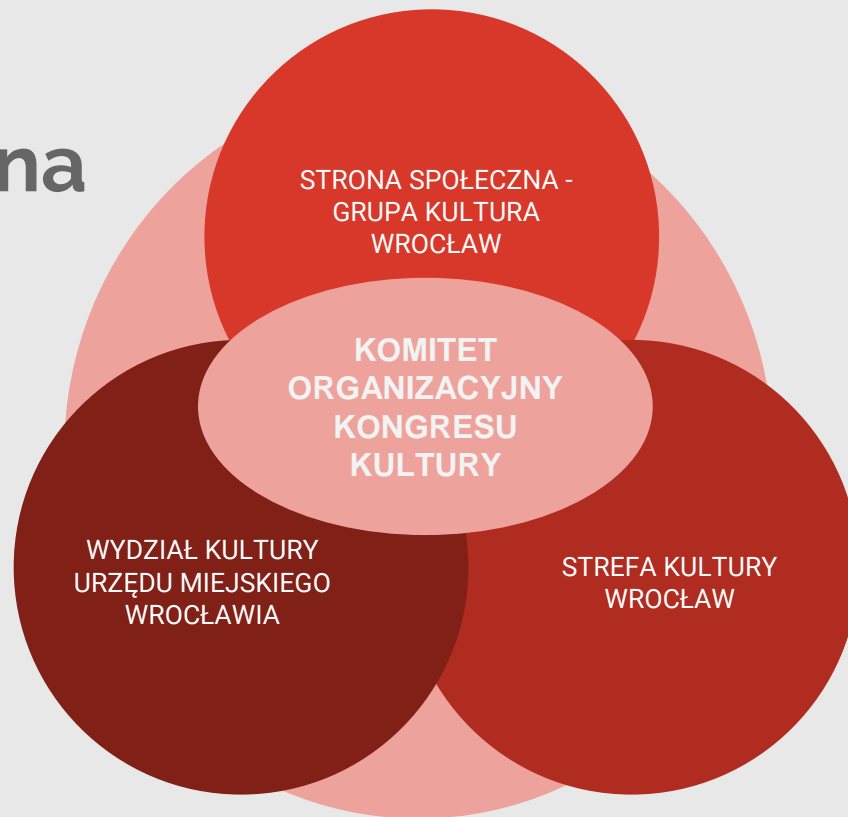 na
STRONA SPOŁECZNA -
GRUPA KULTURA
WROCŁAW
KOMITET
ORGANIZACYJNY
KONGRESU
KULTURY
WYDZIAŁ KULTURY
URZĘDU MIEJSKIEGO
WROCŁAWIA
STREFA KULTURY
WROCŁAW